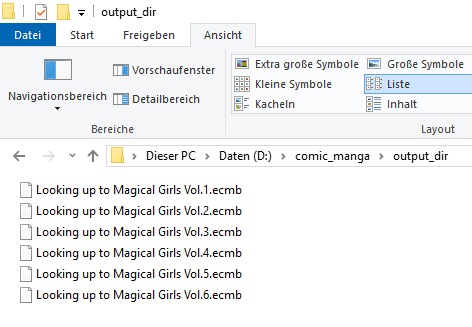 output_dir
Datei Start Freigeben Ansicht
Navigationsbereich
Vorschaufenster
Detailbereich
Bereiche
Extra große Symbole Große Symbole
Kleine Symbole Liste
Kacheln Inhalt
Layout
Dieser PC > Daten (D:) > comic_manga > output_dir
Looking up to Magical Girls Vol.1.ecmb
Looking up to Magical Girls Vol.2.ecmb
Looking up to Magical Girls Vol.3.ecmb
Looking up to Magical Girls Vol.4.ecmb
Looking up to Magical Girls Vol.5.ecmb
Looking up to Magical Girls Vol.6.ecmb